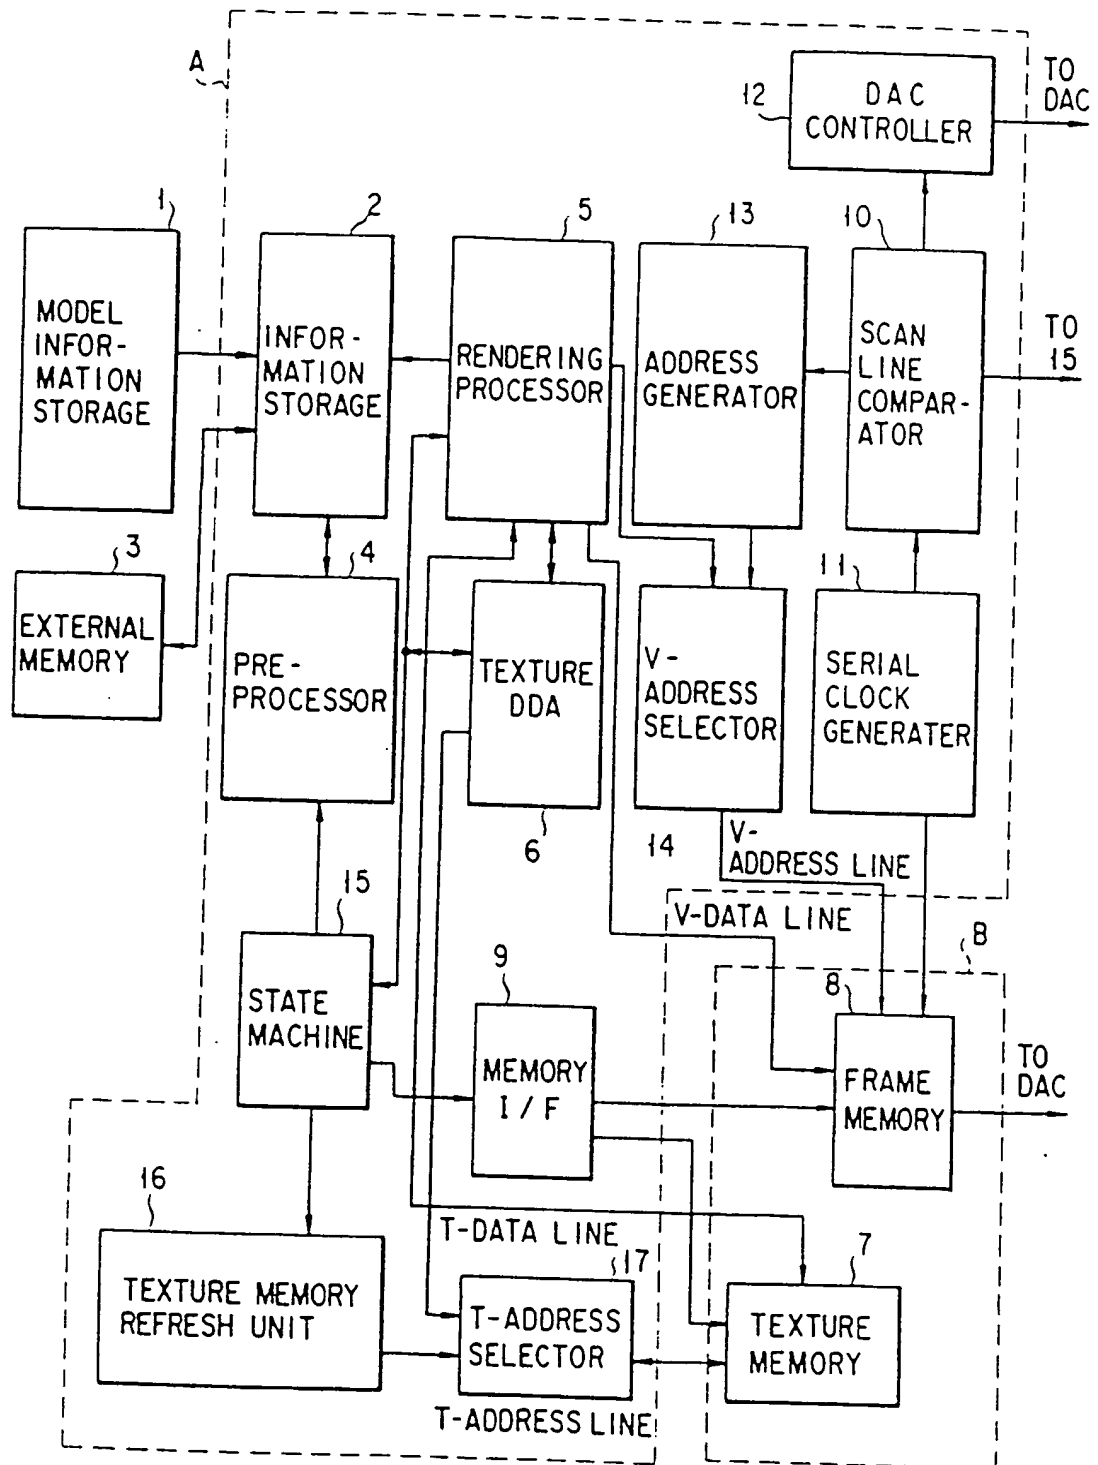 A
12
DAC
CONTROLLER
TO
DAC
1
2
5
13
10
MODEL
INFOR-
MATION
STORAGE
INFOR-
MATION
STORAGE
RENDERING
PROCESSOR
ADDRESS
GENERATOR
SCAN
LINE
COMPAR-
ATOR
TO
15
3
EXTERNAL
MEMORY
4
PRE-
PROCESSOR
TEXTURE
DDA
6
V-
ADDRESS
SELECTOR
14
11
SERIAL
CLOCK
GENERATER
V-
ADDRESS LINE
V-DATA LINE
B
15
STATE
MACHINE
9
MEMORY
I/F
8
FRAME
MEMORY
TO
DAC
16
TEXTURE MEMORY
REFRESH UNIT
T-DATA LINE
17
T-ADDRESS
SELECTOR
7
TEXTURE
MEMORY
T-ADDRESS LINE